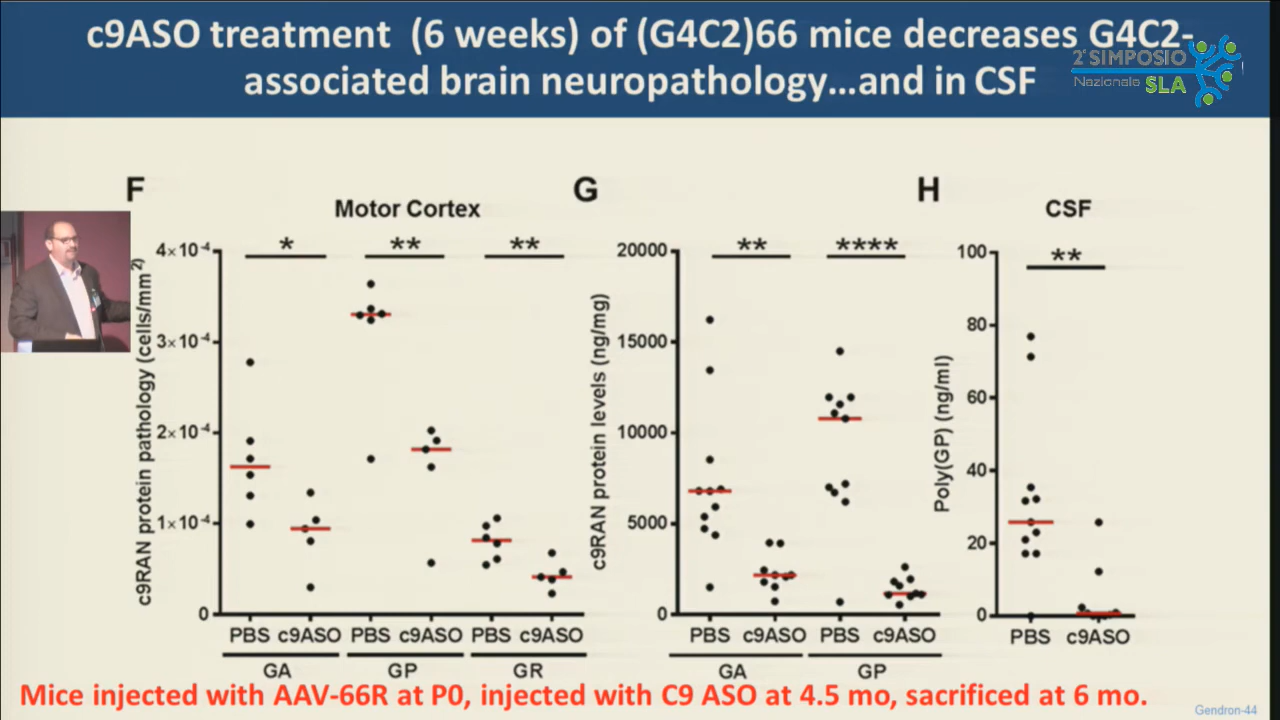 c9ASO treatment (6 weeks) of (G4C2)66 mice decreases G4C2-
associated brain neuropathology...and in CSF
2° SIMPOSIO
Nazionale SLA
F
Motor Cortex
c9RAN protein pathology (cells/mm²)
4×10⁻⁴
3×10⁻⁴
2×10⁻⁴
1×10⁻⁴
0
*
**
**
PBS c9ASO PBS c9ASO PBS c9ASO
GA GP GR
G
c9RAN protein levels (ng/mg)
20000
15000
10000
5000
0
**
****
PBS c9ASO PBS c9ASO
GA GP
H
CSF
Poly(GP) (ng/ml)
100
80
60
40
20
0
**
PBS c9ASO
Mice injected with AAV-66R at P0, injected with C9 ASO at 4.5 mo, sacrificed at 6 mo.
Gendron-44